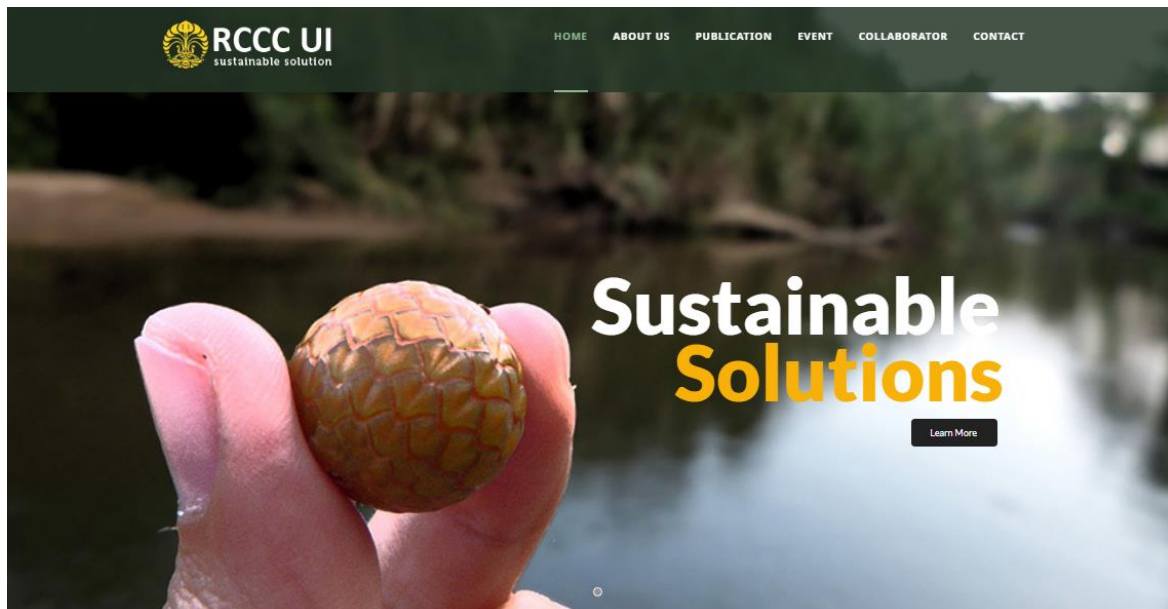 RCCC UI
sustainable solution
HOME ABOUT US PUBLICATION EVENT COLLABORATOR CONTACT
Sustainable
Solutions
Learn More